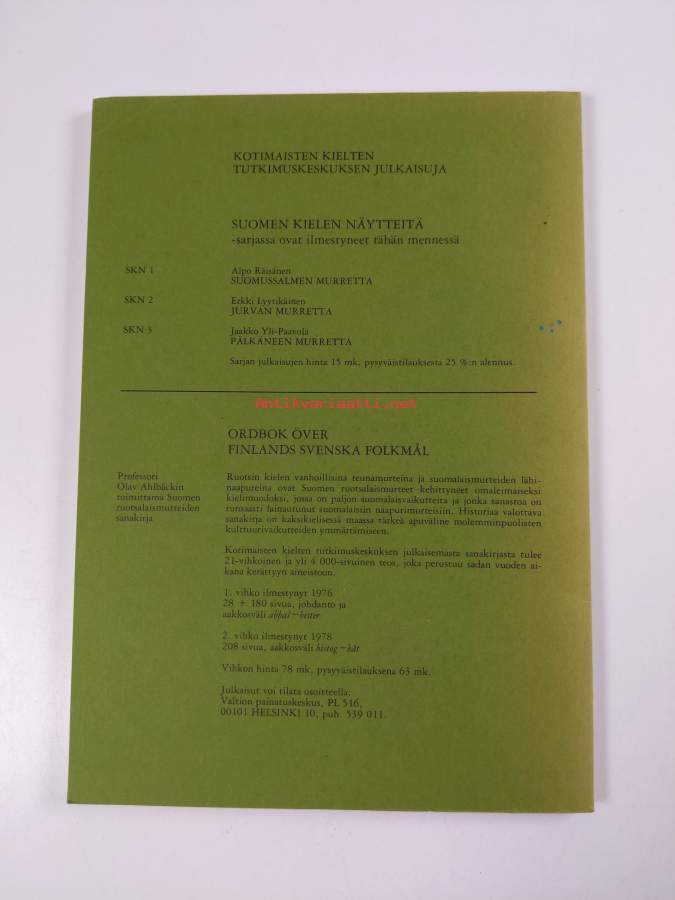 KOTIMAISTEN KIELTEN
TUTKIMUSKESKUKSEN JULKAISUJA
SUOMEN KIELEN NÄYTTEITÄ
-sarjassa ovat ilmestyneet tähän mennessä
SKN 1
Alpo Räisänen
SUOMUSSALMEN MURRETTA
SKN 2
Erkki Lyytikäinen
JURVAN MURRETTA
SKN 3
Jaakko Yli-Paavola
PÄLKÄNEEN MURRETTA
Sarjan julkaisujen hinta 15 mk, pysyväistilauksesta 25 %:n alennus.
Antikvariaatti.net
ORDBOK ÖVER
FINLANDS SVENSKA FOLKMÅL
Professori
Olav Ahlbäckin
toimittama Suomen
ruotsalaismurteiden
sanakirja
Ruotsin kielen vanhoillisina reunamurteina ja suomalaismurteiden lähi-
naapureina ovat Suomen ruotsalaismurteet kehittyneet omaleimaiseksi
kielimuodoksi, jossa on paljon suomalaisvaikutteita ja jonka sanastoa on
runsaasti lainautunut suomalaisiin naapurimurteisiin. Historiaa valottava
sanakirja on kaksikielisessä maassa tärkeä apuväline molemminpuolisten
kulttuurivaikutteiden ymmärtämiseen.
Kotimaisten kielten tutkimuskeskuksen julkaisemasta sanakirjasta tulee
21-vihkoinen ja yli 4 000-sivuinen teos, joka perustuu sadan vuoden ai-
kana kerättyyn aineistoon.
1. vihko ilmestynyt 1976
28 + 180 sivua, johdanto ja
aakkosväli abbal – bister
2. vihko ilmestynyt 1978
208 sivua, aakkosväli bistog – båt
Vihkon hinta 78 mk, pysyväistilauksena 63 mk.
Julkaisut voi tilata osoitteella:
Valtion painatuskeskus, PL 516,
00101 HELSINKI 10, puh. 539 011.